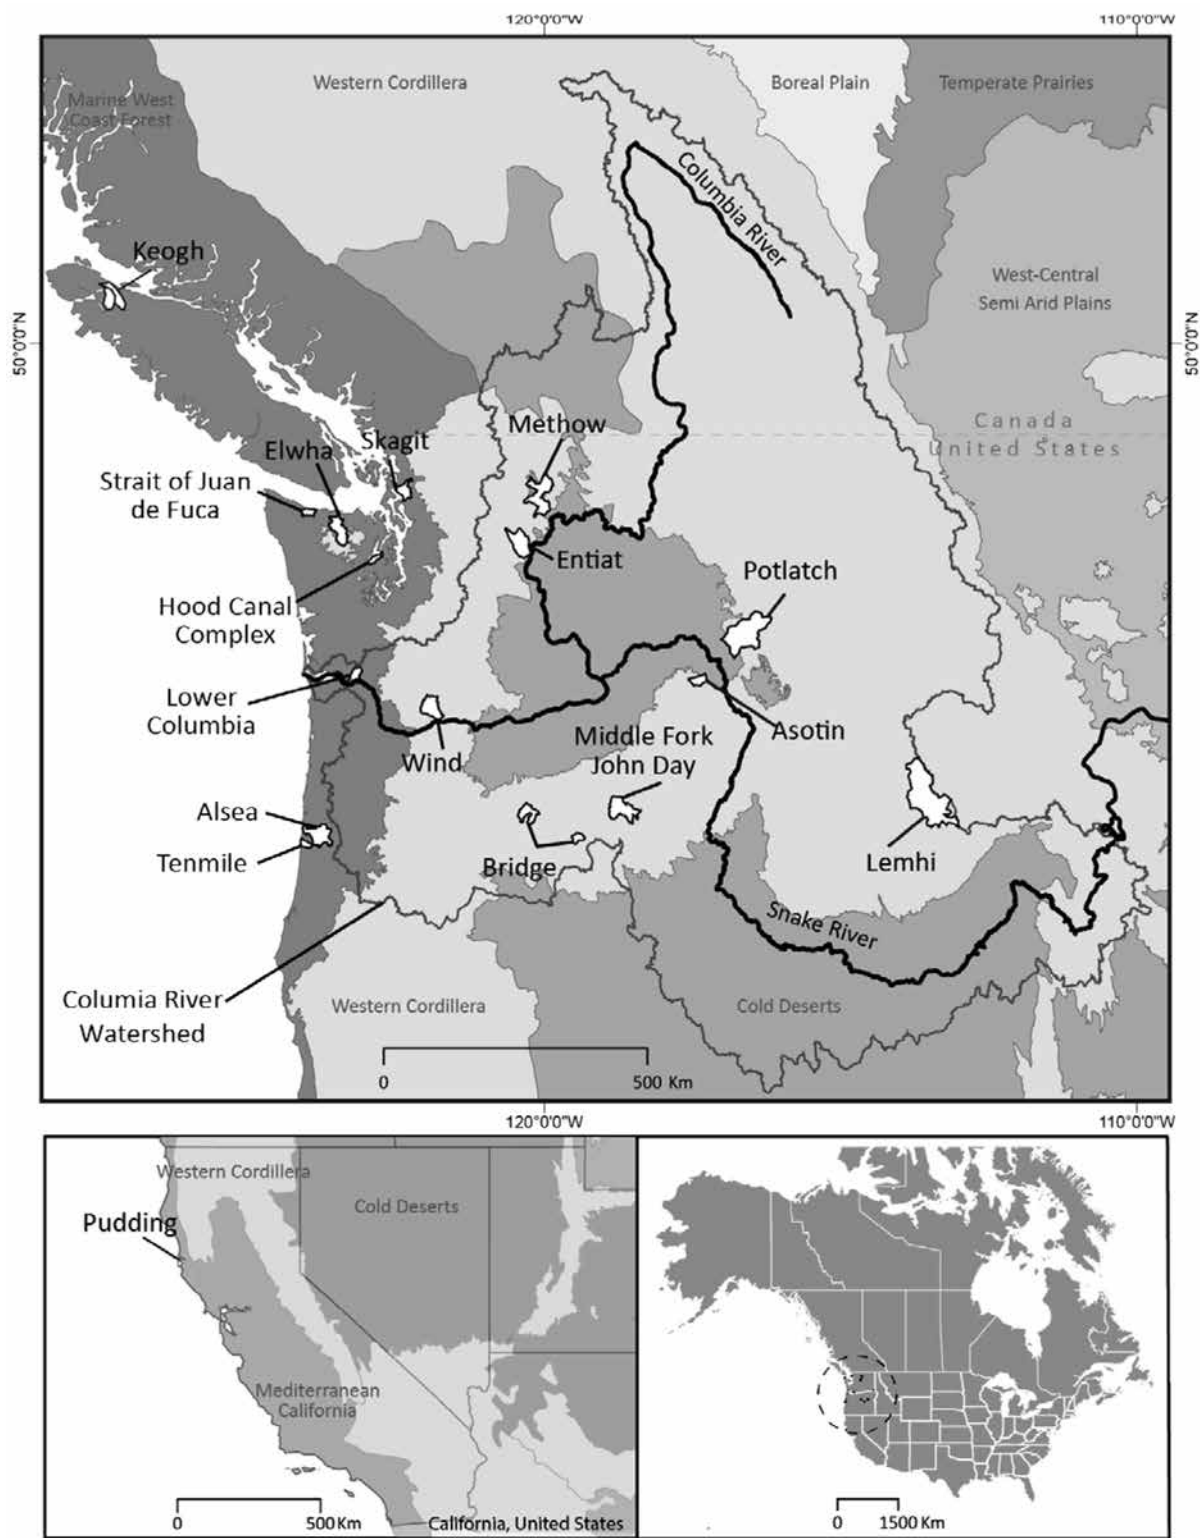 120°0'0"W
110°0'0"W
Western Cordillera
Boreal Plain
Temperate Prairies
Marine West
Coast Forest
Columbia River
Keogh
West-Central
Semi Arid Plains
50°0'0"N
50°0'0"N
Canada
United States
Methow
Skagit
Elwha
Strait of Juan
de Fuca
Entiat
Potlatch
Hood Canal
Complex
Lower
Columbia
Asotin
Wind
Middle Fork
John Day
Alsea
Tenmile
Bridge
Lemhi
Snake River
Columia River
Watershed
Western Cordillera
Cold Deserts
0
500 Km
120°0'0"W
110°0'0"W
Western Cordillera
Cold Deserts
Pudding
Mediterranean
California
0
500Km
California, United States
0
1500Km